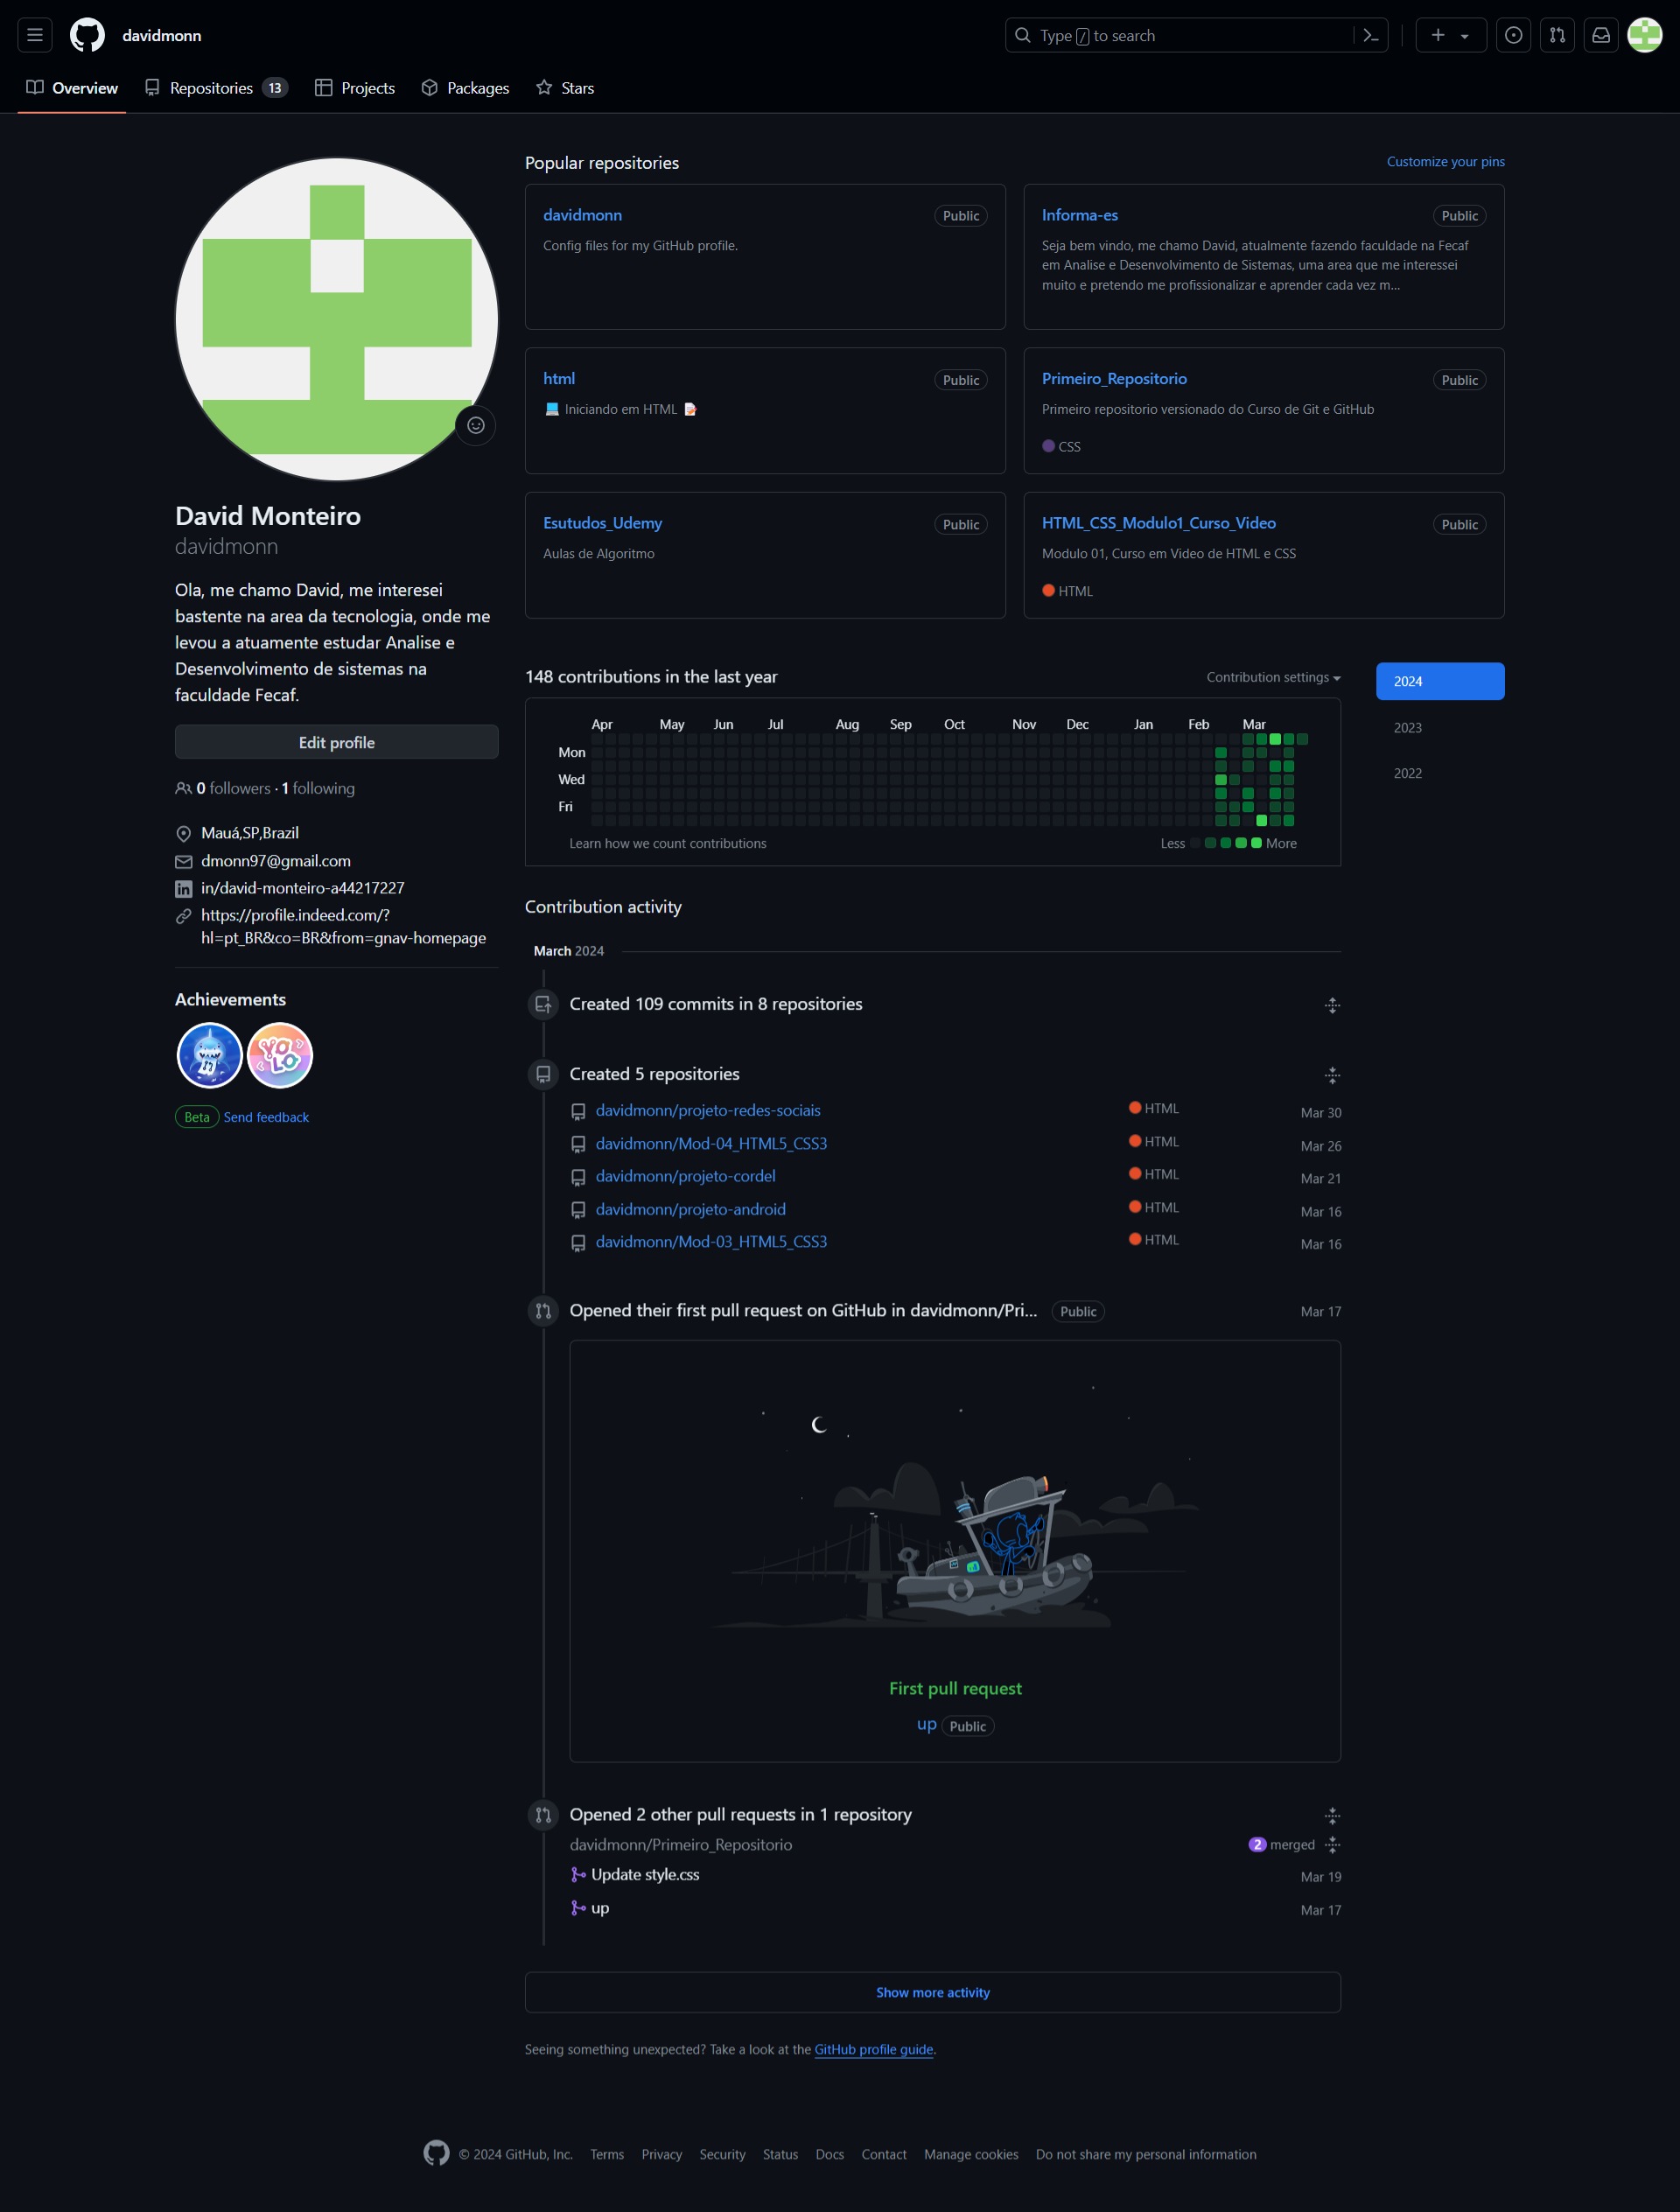 davidmonn
Type / to search
Overview
Repositories 13
Projects
Packages
Stars
David Monteiro
davidmonn
Ola, me chamo David, me interesei
bastente na area da tecnologia, onde me
levou a atuamente estudar Analise e
Desenvolvimento de sistemas na
faculdade Fecaf.
Edit profile
0 followers · 1 following
Mauá,SP,Brazil
dmonn97@gmail.com
in/david-monteiro-a44217227
https://profile.indeed.com/?
hl=pt_BR&co=BR&from=gnav-homepage
Achievements
YOLO
Beta Send feedback
Popular repositories
Customize your pins
davidmonn Public
Config files for my GitHub profile.
Informa-es Public
Seja bem vindo, me chamo David, atualmente fazendo faculdade na Fecaf
em Analise e Desenvolvimento de Sistemas, uma area que me interessei
muito e pretendo me profissionalizar e aprender cada vez m...
html Public
Iniciando em HTML
Primeiro_Repositorio Public
Primeiro repositorio versionado do Curso de Git e GitHub
CSS
Esutudos_Udemy Public
Aulas de Algoritmo
HTML_CSS_Modulo1_Curso_Video Public
Modulo 01, Curso em Video de HTML e CSS
HTML
148 contributions in the last year
Contribution settings
2024
2023
2022
Apr May Jun Jul Aug Sep Oct Nov Dec Jan Feb Mar
Mon
Wed
Fri
Learn how we count contributions
Less More
Contribution activity
March 2024
Created 109 commits in 8 repositories
Created 5 repositories
davidmonn/projeto-redes-sociais HTML Mar 30
davidmonn/Mod-04_HTML5_CSS3 HTML Mar 26
davidmonn/projeto-cordel HTML Mar 21
davidmonn/projeto-android HTML Mar 16
davidmonn/Mod-03_HTML5_CSS3 HTML Mar 16
Opened their first pull request on GitHub in davidmonn/Pri... Public Mar 17
First pull request
up Public
Opened 2 other pull requests in 1 repository
davidmonn/Primeiro_Repositorio 2 merged
Update style.css Mar 19
up Mar 17
Show more activity
Seeing something unexpected? Take a look at the GitHub profile guide.
© 2024 GitHub, Inc. Terms Privacy Security Status Docs Contact Manage cookies Do not share my personal information